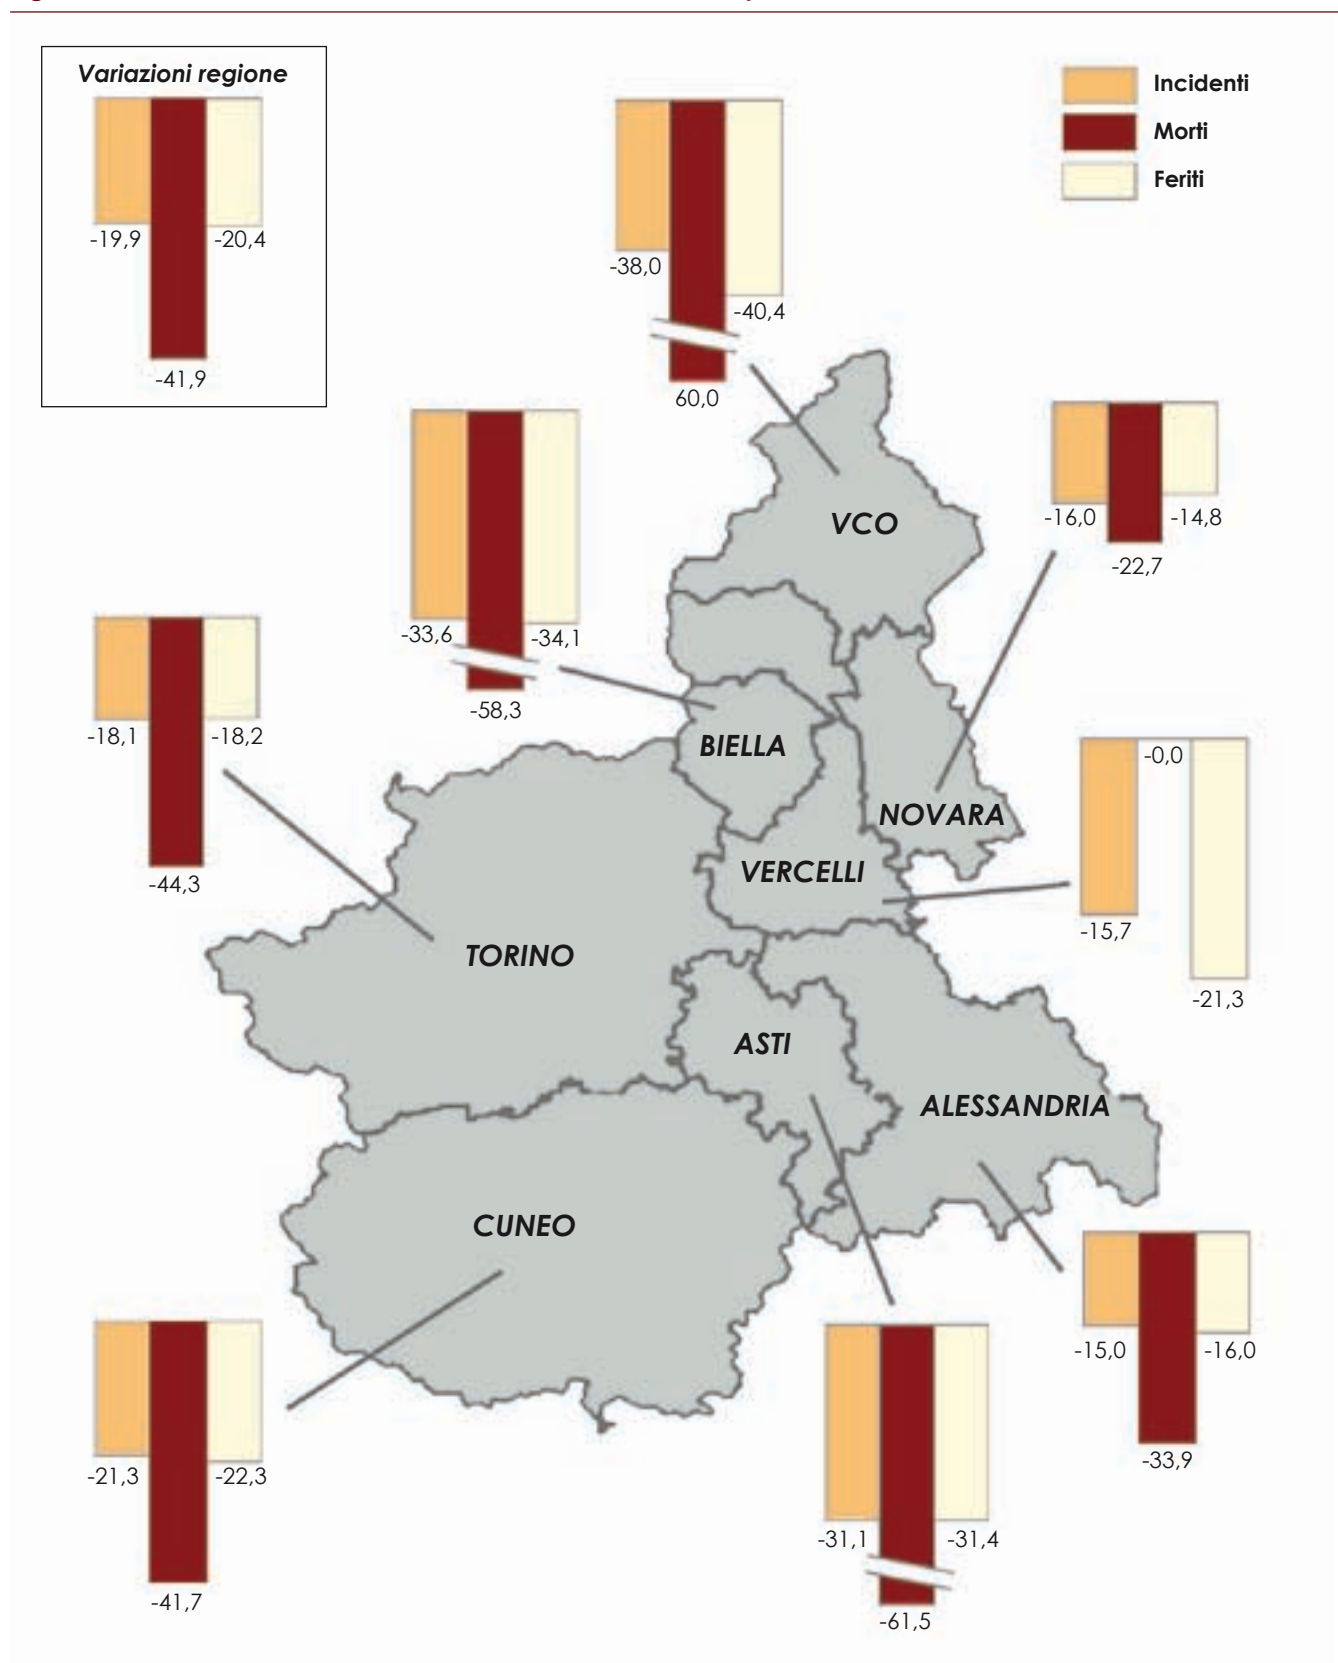 Variazioni regione
-19,9
-20,4
-41,9
Incidenti
Morti
Feriti
-38,0
-40,4
60,0
-33,6
-34,1
-58,3
-16,0
-14,8
-22,7
VCO
-18,1
-18,2
-44,3
BIELLA
NOVARA
-0,0
-15,7
-21,3
VERCELLI
TORINO
ASTI
ALESSANDRIA
CUNEO
-15,0
-16,0
-33,9
-21,3
-22,3
-41,7
-31,1
-31,4
-61,5